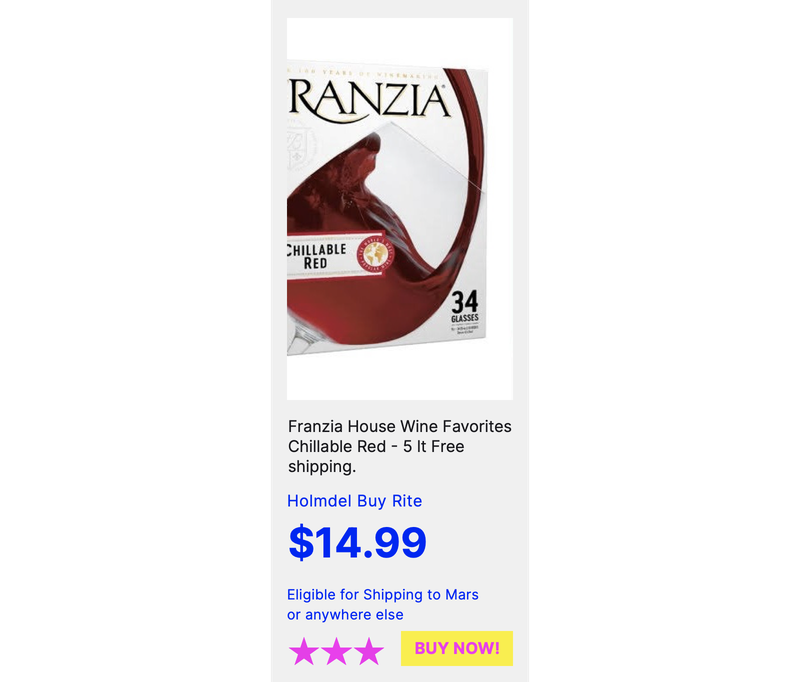 RANZIA
CHILLABLE
RED
34
GLASSES
Franzia House Wine Favorites
Chillable Red - 5 lt Free
shipping.
Holmdel Buy Rite
$14.99
Eligible for Shipping to Mars
or anywhere else
BUY NOW!